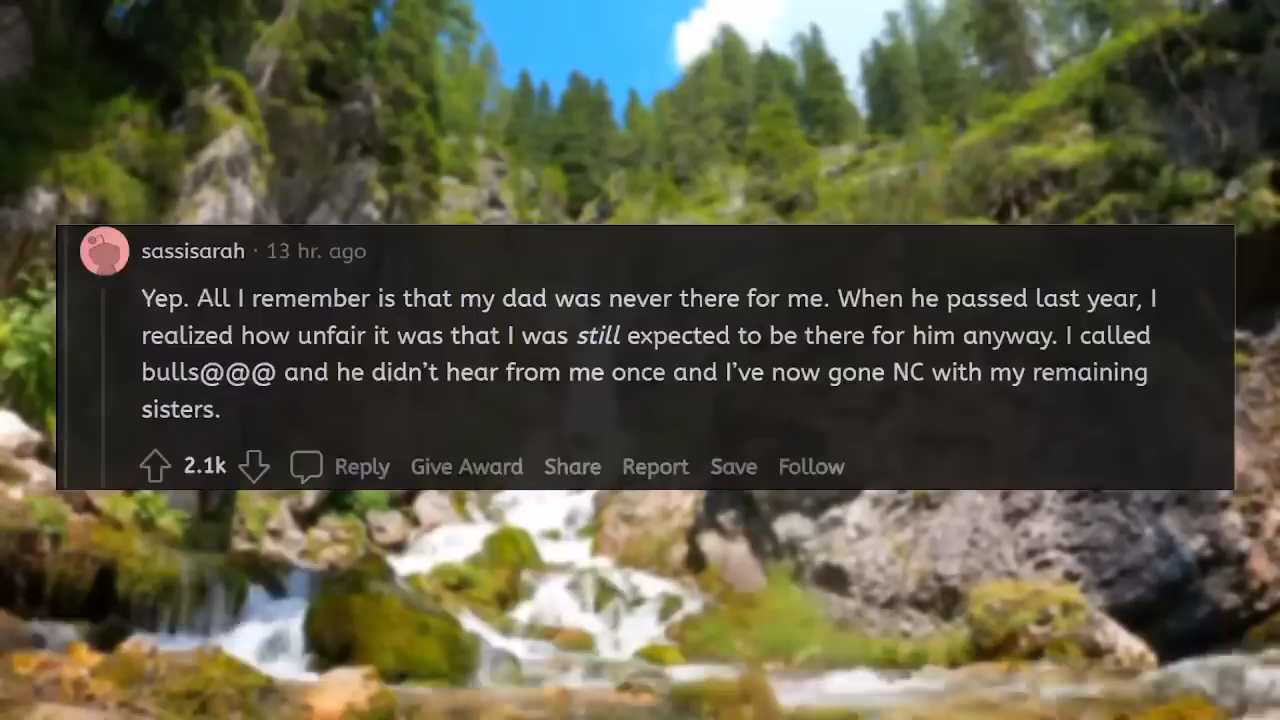 sassisarah · 13 hr. ago
Yep. All I remember is that my dad was never there for me. When he passed last year, I
realized how unfair it was that I was still expected to be there for him anyway. I called
bulls@@@ and he didn’t hear from me once and I’ve now gone NC with my remaining
sisters.
2.1k Reply Give Award Share Report Save Follow